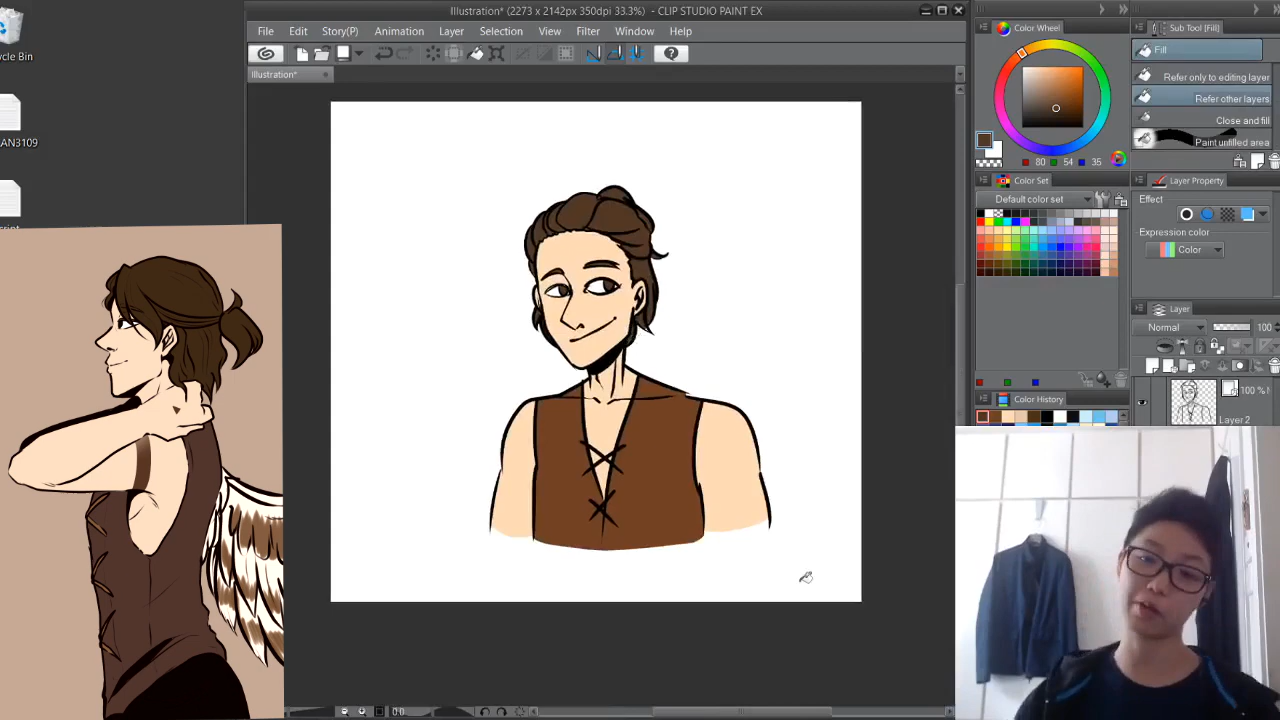 Illustration* (2273 x 2142px 350dpi 33.3%) - CLIP STUDIO PAINT EX
File Edit Story(P) Animation Layer Selection View Filter Window Help
Illustration*
ycle Bin
AN3109
Color Wheel
80 54 35
Color Set
Default color set
Color History
Sub Tool [Fill]
Fill
Refer only to editing layer
Refer other layers
Close and fill
Paint unfilled area
Layer Property
Effect
Expression color
Color
Layer
Normal 100
100 %
Layer 2